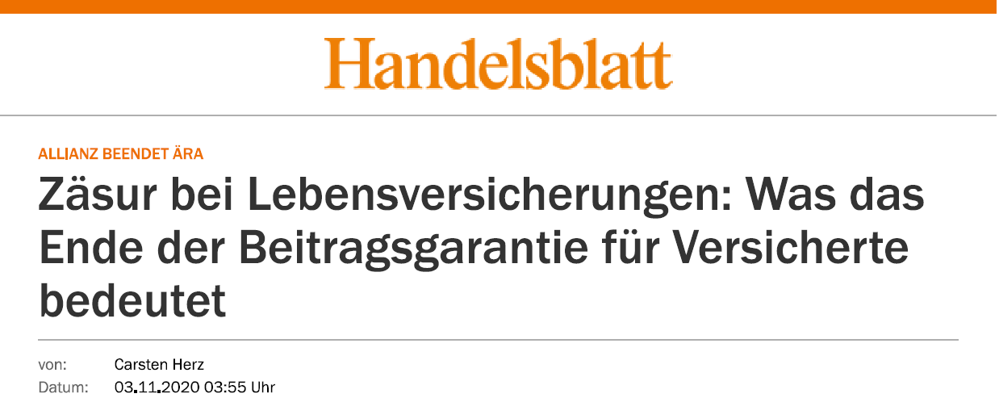 Handelsblatt
ALLIANZ BEENDET ÄRA
Zäsur bei Lebensversicherungen: Was das
Ende der Beitragsgarantie für Versicherte
bedeutet
von: Carsten Herz
Datum: 03.11.2020 03:55 Uhr